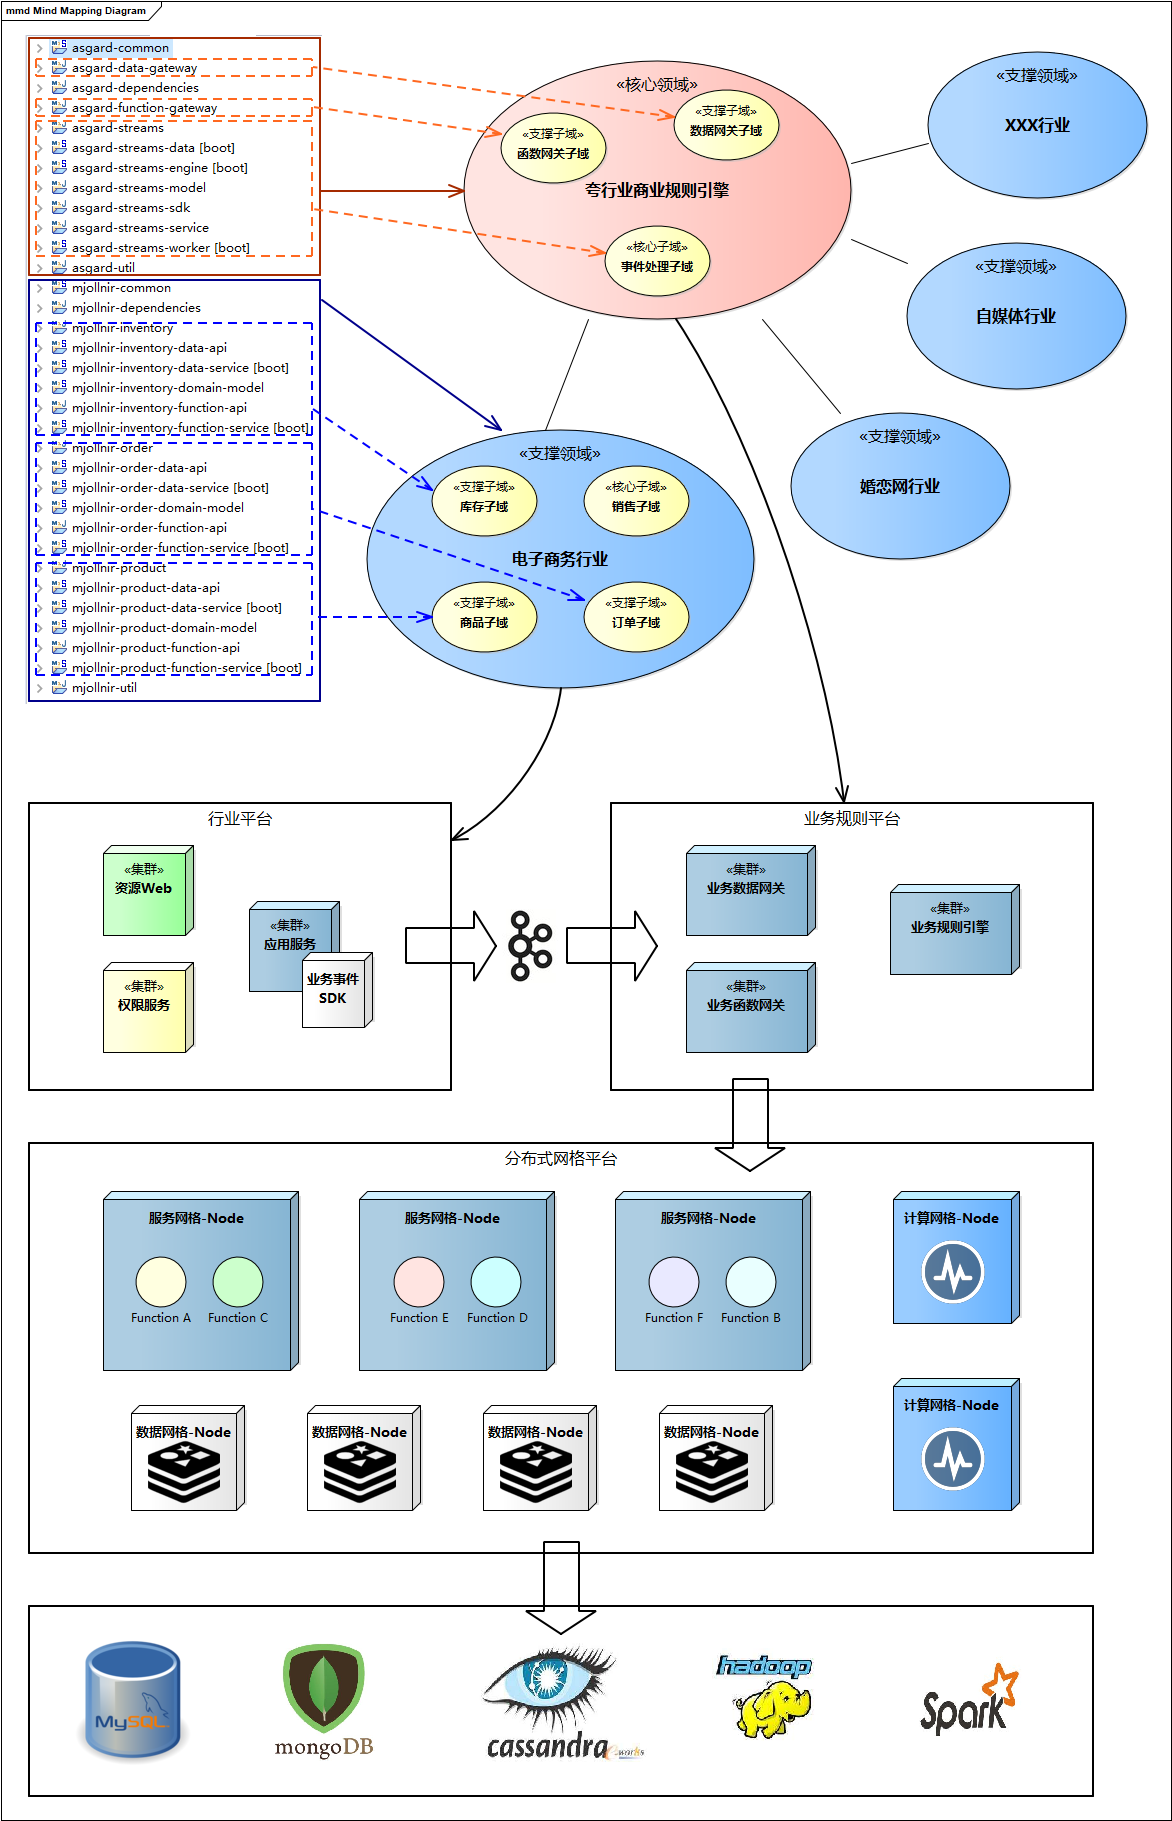 mmd Mind Mapping Diagram
asgard-common
asgard-data-gateway
asgard-dependencies
asgard-function-gateway
asgard-streams
asgard-streams-data [boot]
asgard-streams-engine [boot]
asgard-streams-model
asgard-streams-sdk
asgard-streams-service
asgard-streams-worker [boot]
asgard-util
mjollnir-common
mjollnir-dependencies
mjollnir-inventory
mjollnir-inventory-data-api
mjollnir-inventory-data-service [boot]
mjollnir-inventory-domain-model
mjollnir-inventory-function-api
mjollnir-inventory-function-service [boot]
mjollnir-order
mjollnir-order-data-api
mjollnir-order-data-service [boot]
mjollnir-order-domain-model
mjollnir-order-function-api
mjollnir-order-function-service [boot]
mjollnir-product
mjollnir-product-data-api
mjollnir-product-data-service [boot]
mjollnir-product-domain-model
mjollnir-product-function-api
mjollnir-product-function-service [boot]
mjollnir-util
«核心领域»
«支撑子域»
数据网关子域
«支撑子域»
函数网关子域
夸行业商业规则引擎
«核心子域»
事件处理子域
«支撑领域»
XXX行业
«支撑领域»
自媒体行业
«支撑领域»
婚恋网行业
«支撑领域»
«支撑子域»
库存子域
«核心子域»
销售子域
电子商务行业
«支撑子域»
商品子域
«支撑子域»
订单子域
行业平台
«集群»
资源Web
«集群»
应用服务
业务事件
SDK
«集群»
权限服务
业务规则平台
«集群»
业务数据网关
«集群»
业务规则引擎
«集群»
业务函数网关
分布式网格平台
服务网格-Node
Function A
Function C
服务网格-Node
Function E
Function D
服务网格-Node
Function F
Function B
计算网格-Node
数据网格-Node
数据网格-Node
数据网格-Node
数据网格-Node
计算网格-Node
MySQL
mongoDB
cassandra
hadoop
Spark